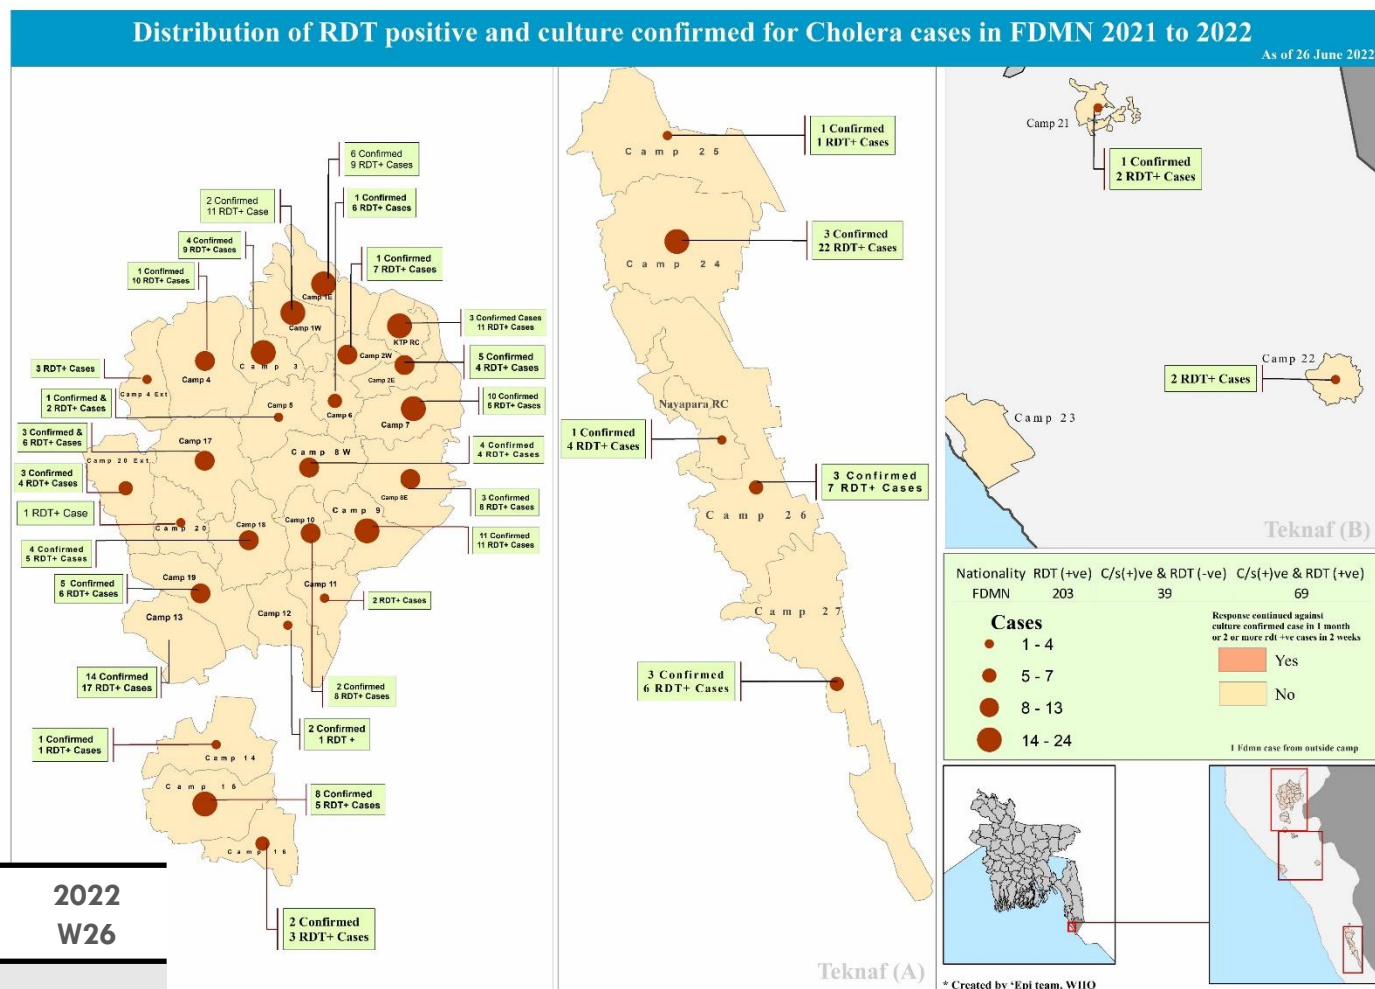 Distribution of RDT positive and culture confirmed for Cholera cases in FDMN 2021 to 2022
As of 26 June 2022
6 Confirmed
9 RDT+ Cases
2 Confirmed
11 RDT+ Case
1 Confirmed
6 RDT+ Cases
4 Confirmed
9 RDT+ Cases
1 Confirmed
7 RDT+ Cases
1 Confirmed
10 RDT+ Cases
3 Confirmed Cases
11 RDT+ Cases
5 Confirmed
4 RDT+ Cases
3 RDT+ Cases
1 Confirmed &
2 RDT+ Cases
10 Confirmed
5 RDT+ Cases
3 Confirmed &
6 RDT+ Cases
4 Confirmed
4 RDT+ Cases
3 Confirmed
4 RDT+ Cases
3 Confirmed
8 RDT+ Cases
1 RDT+ Case
11 Confirmed
11 RDT+ Cases
4 Confirmed
5 RDT+ Cases
5 Confirmed
6 RDT+ Cases
2 RDT+ Cases
14 Confirmed
17 RDT+ Cases
2 Confirmed
8 RDT+ Cases
2 Confirmed
1 RDT +
1 Confirmed
1 RDT+ Cases
8 Confirmed
5 RDT+ Cases
2 Confirmed
3 RDT+ Cases
Camp 1E
Camp 1W
KTP RC
Camp 2W
Camp 3
Camp 4
Camp 2E
Camp 4 Ext
Camp 6
Camp 5
Camp 7
Camp 17
Camp 8W
Camp 20 Ext
Camp 8E
Camp 9
Camp 20
Camp 18
Camp 10
Camp 19
Camp 11
Camp 13
Camp 12
Camp 14
Camp 15
Camp 16
2022
W26
1 Confirmed
1 RDT+ Cases
Camp 25
3 Confirmed
22 RDT+ Cases
Camp 24
Nayapara RC
1 Confirmed
4 RDT+ Cases
3 Confirmed
7 RDT+ Cases
Camp 26
Camp 27
3 Confirmed
6 RDT+ Cases
Teknaf (A)
Camp 21
1 Confirmed
2 RDT+ Cases
Camp 22
2 RDT+ Cases
Camp 23
Teknaf (B)
Nationality RDT (+ve) C/s(+)ve & RDT (-ve) C/s(+)ve & RDT (+ve)
FDMN 203 39 69
Cases
1 - 4
5 - 7
8 - 13
14 - 24
Response continued against
culture confirmed case in 1 month
or 2 or more rdt +ve cases in 2 weeks
Yes
No
1 Fdmn case from outside camp
* Created by 'Epi team, WHO